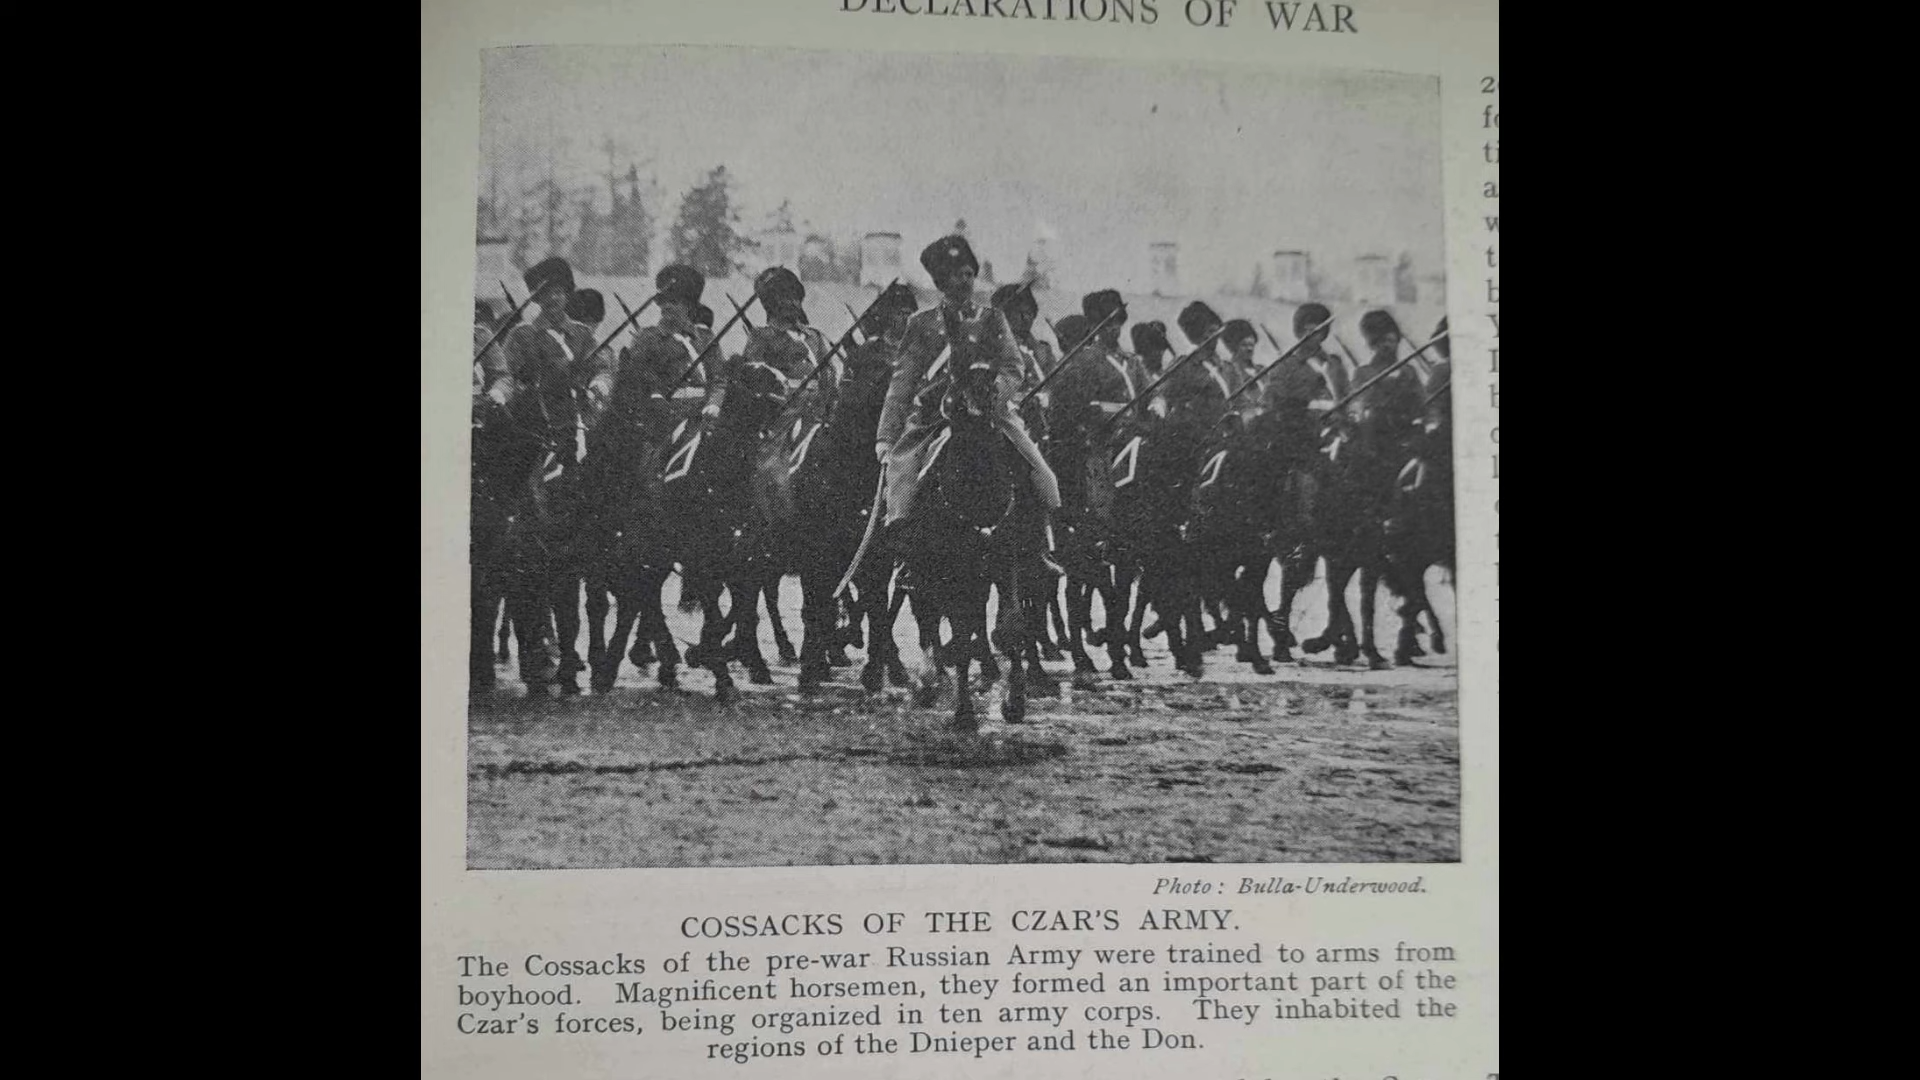 DECLARATIONS OF WAR
Photo: Bulla-Underwood.
COSSACKS OF THE CZAR'S ARMY.
The Cossacks of the pre-war Russian Army were trained to arms from
boyhood. Magnificent horsemen, they formed an important part of the
Czar's forces, being organized in ten army corps. They inhabited the
regions of the Dnieper and the Don.